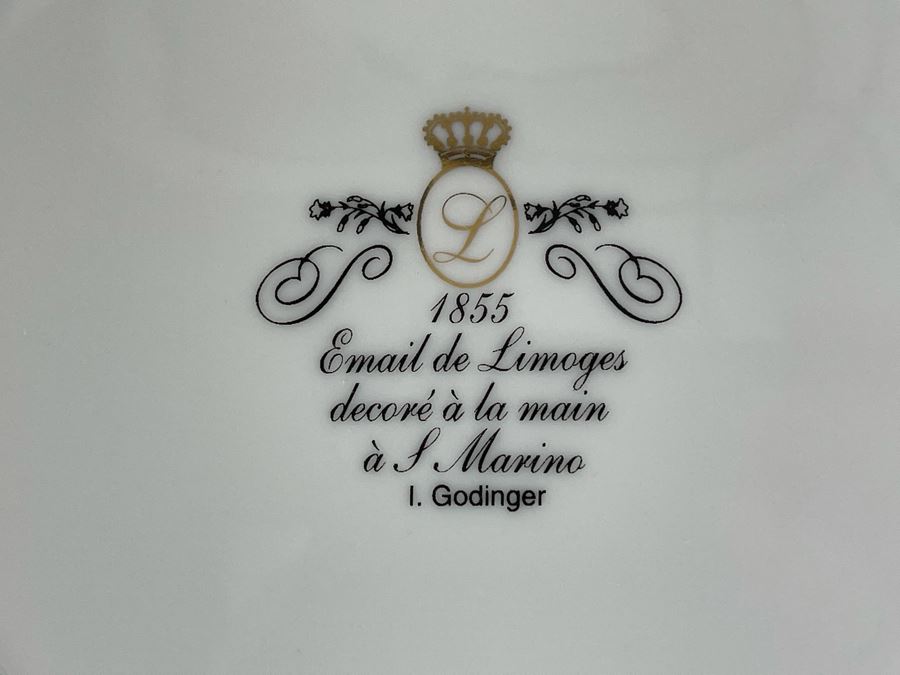 L
1855
Email de Limoges
decoré à la main
à S Marino
I. Godinger